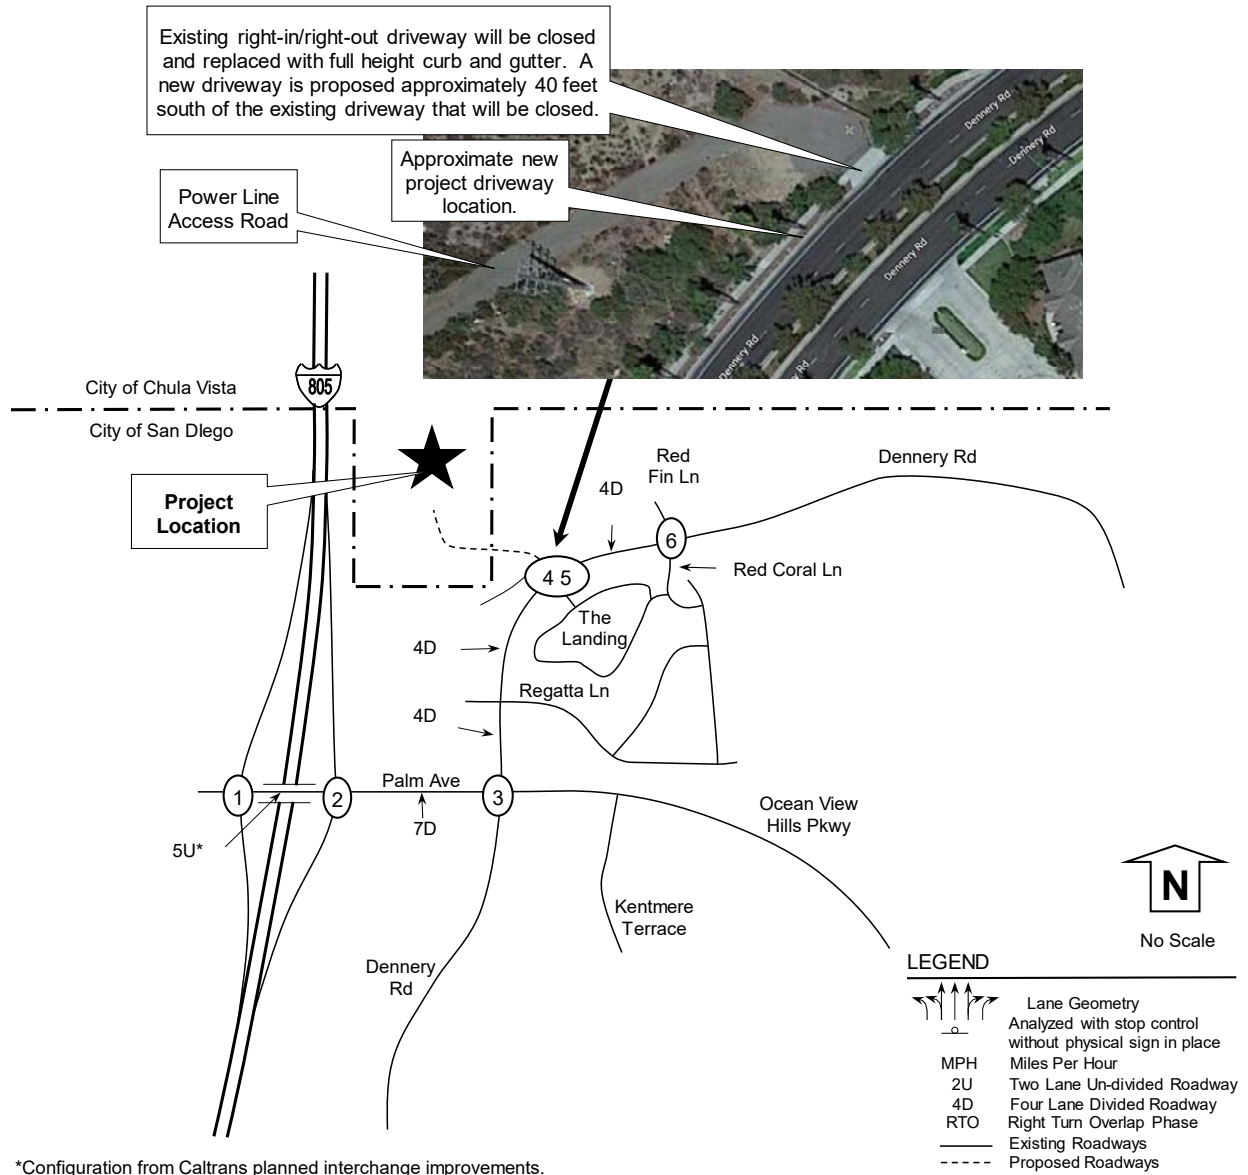 Existing right-in/right-out driveway will be closed
and replaced with full height curb and gutter. A
new driveway is proposed approximately 40 feet
south of the existing driveway that will be closed.
Approximate new
project driveway
location.
Power Line
Access Road
Dennery Rd
Dennery Rd
Dennery Rd
Dennery Rd
Rd
805
City of Chula Vista
City of San DIego
Project
Location
Red
Fin Ln
Dennery Rd
4D
6
Red Coral Ln
4 5
The
Landing
4D
Regatta Ln
4D
Palm Ave
1
2
3
7D
5U*
Ocean View
Hills Pkwy
Kentmere
Terrace
Dennery
Rd
N
No Scale
LEGEND
Lane Geometry
Analyzed with stop control
without physical sign in place
MPH Miles Per Hour
2U Two Lane Un-divided Roadway
4D Four Lane Divided Roadway
RTO Right Turn Overlap Phase
Existing Roadways
Proposed Roadways
*Configuration from Caltrans planned interchange improvements.